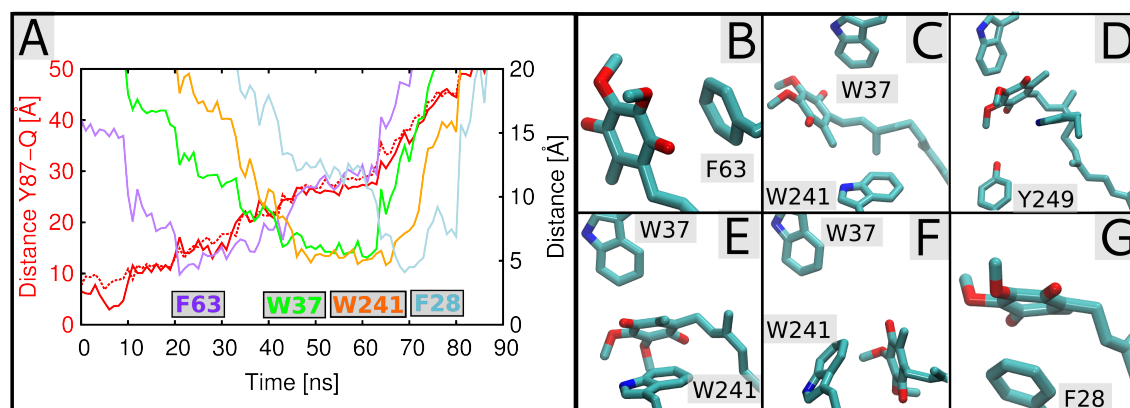 A
Distance Y87–Q [Å]
50
40
30
20
10
0
20
15
10
5
0
Distance [Å]
F63 W37 W241 F28
0 10 20 30 40 50 60 70 80 90
Time [ns]
B
F63
C
W37
W241
D
Y249
E
W37
W241
F
W37
W241
G
F28